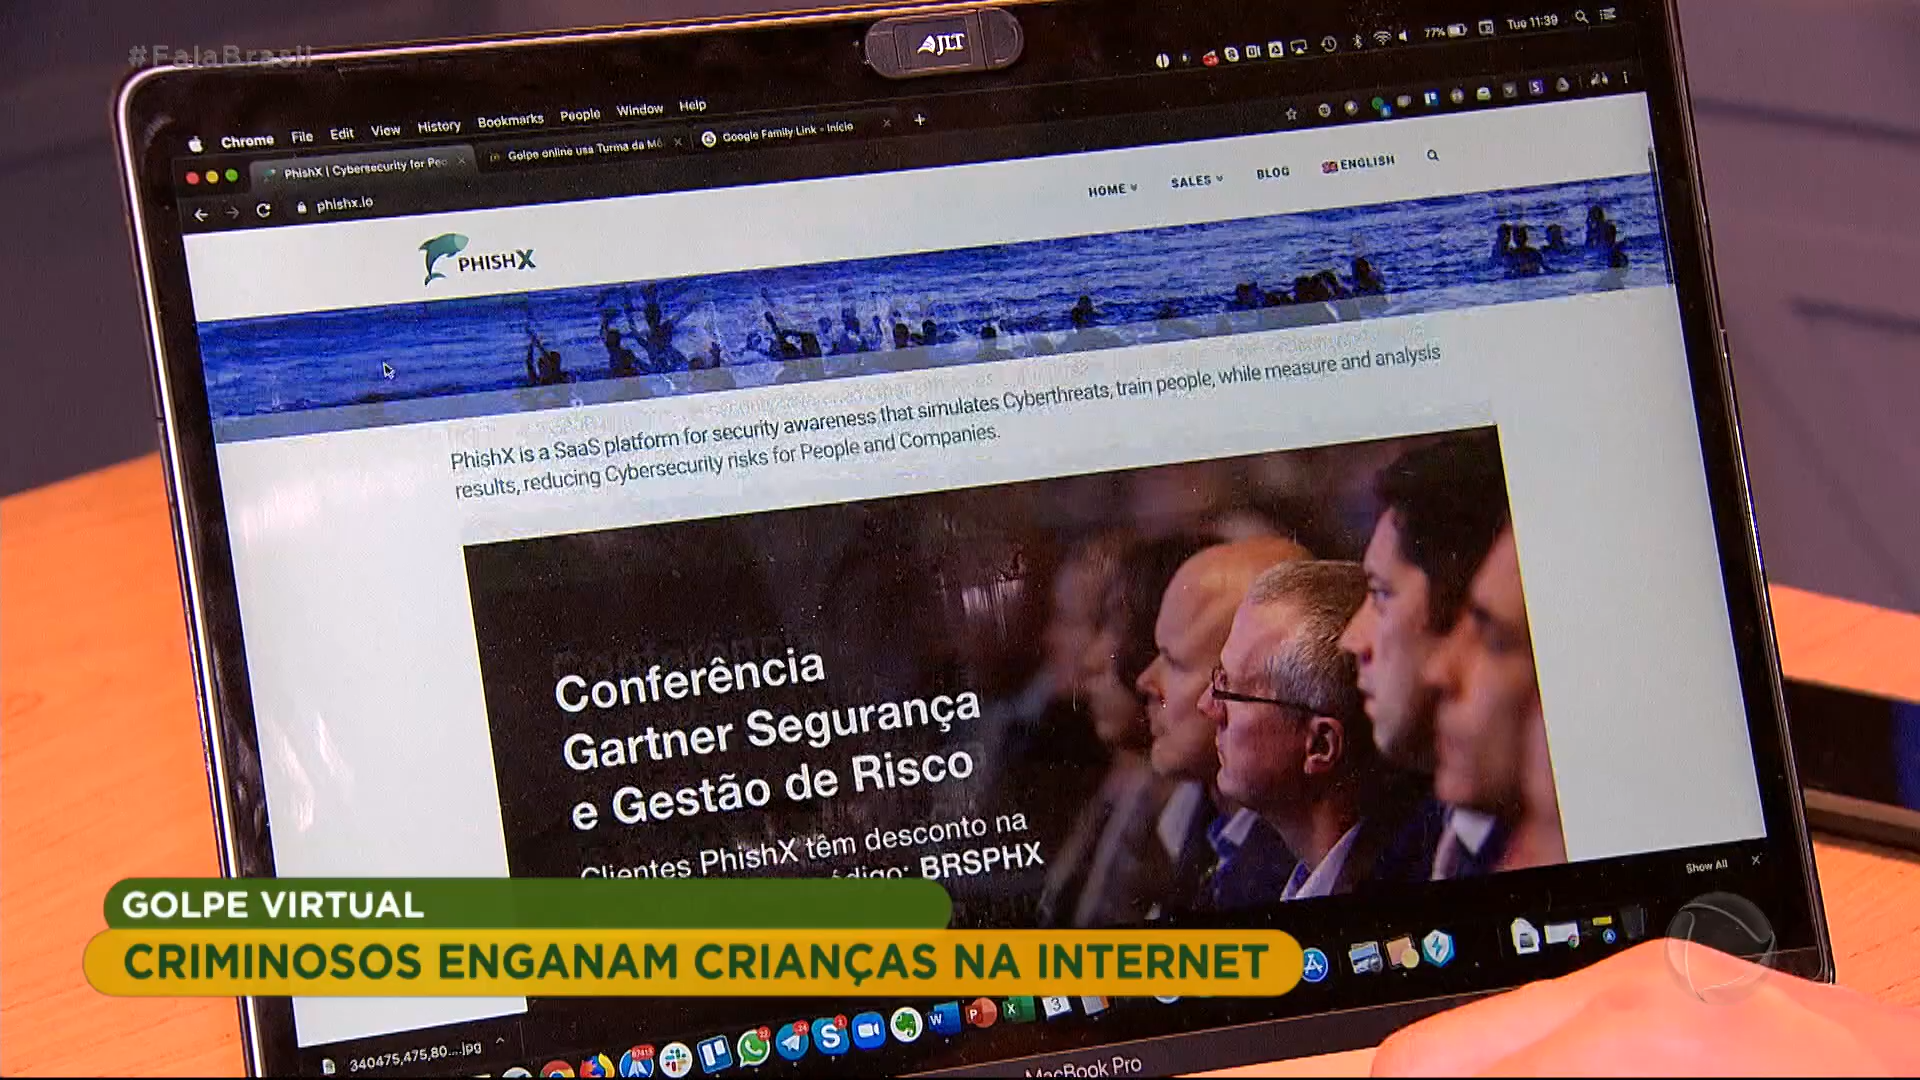 #FalaBrasil
JLT
77% Tue 11:39
Chrome File Edit View History Bookmarks People Window Help
PhishX | Cybersecurity for Peo
Golpe online usa Turma da Mô
Google Family Link - Início
phishx.io
HOME SALES BLOG ENGLISH
PHISHX
PhishX is a SaaS platform for security awareness that simulates Cyberthreats, train people, while measure and analysis
results, reducing Cybersecurity risks for People and Companies.
Conferência
Gartner Segurança
e Gestão de Risco
Clientes PhishX têm desconto na
BRSPHX
Show All
GOLPE VIRTUAL
CRIMINOSOS ENGANAM CRIANÇAS NA INTERNET
340475,475,80....jpg
MacBook Pro